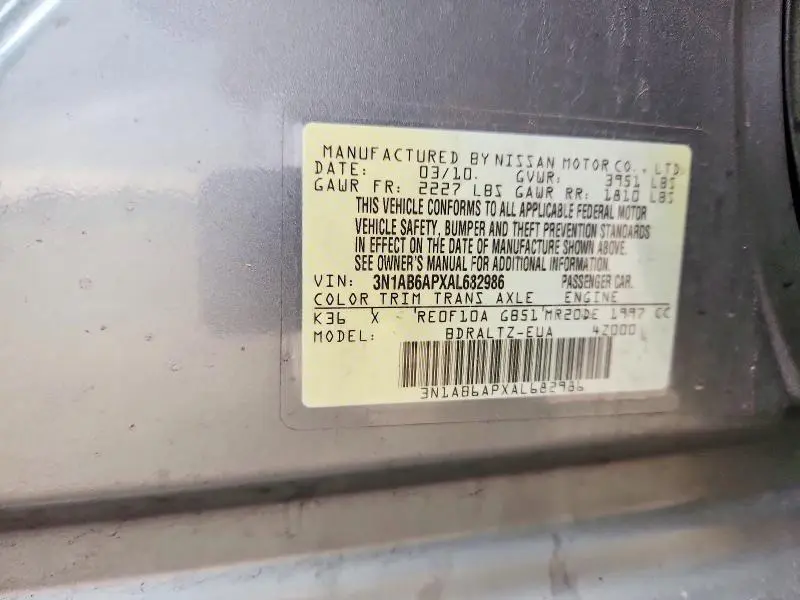 MANUFACTURED BY NISSAN MOTOR CO., LTD.
DATE: 03/10. GVWR: 3951 LBS
GAWR FR: 2227 LBS GAWR RR: 1810 LBS
THIS VEHICLE CONFORMS TO ALL APPLICABLE FEDERAL MOTOR
VEHICLE SAFETY, BUMPER AND THEFT PREVENTION STANDARDS
IN EFFECT ON THE DATE OF MANUFACTURE SHOWN ABOVE.
SEE OWNER'S MANUAL FOR ADDITIONAL INFORMATION.
VIN: 3N1AB6APXAL682986 PASSENGER CAR.
COLOR TRIM TRANS AXLE ENGINE
K36 X RE0F10A GB51 MR20DE 1997 CC
MODEL: BDRALTZ-EUA 42000
3N1AB6APXAL682986